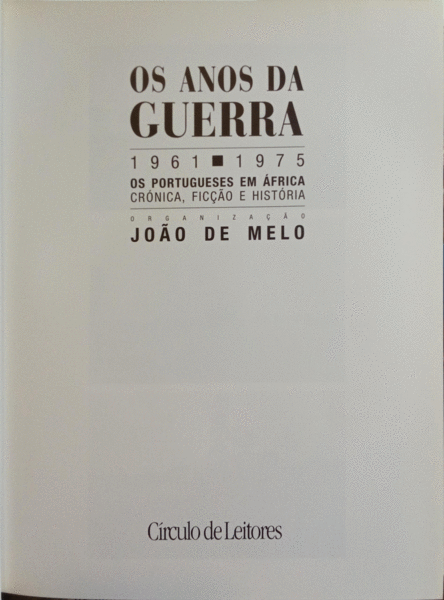 OS ANOS DA
GUERRA
1961 ■ 1975
OS PORTUGUESES EM ÁFRICA
CRÓNICA, FICÇÃO E HISTÓRIA
ORGANIZAÇÃO
JOÃO DE MELO
Círculo de Leitores